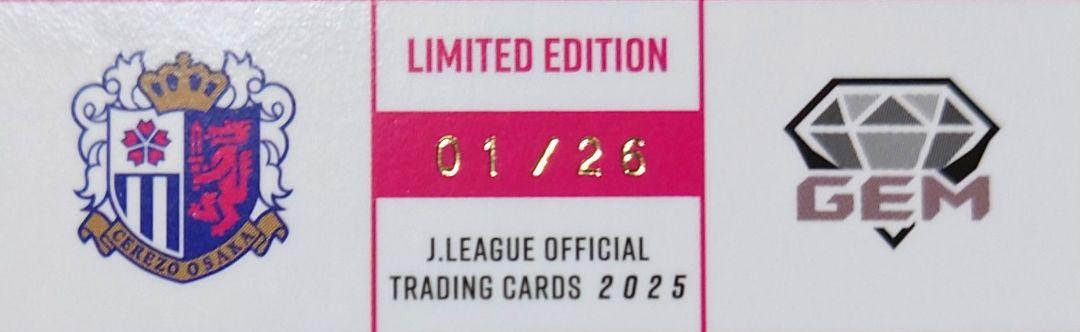 CEREZO OSAKA
LIMITED EDITION
01/26
J.LEAGUE OFFICIAL
TRADING CARDS 2025
GEM